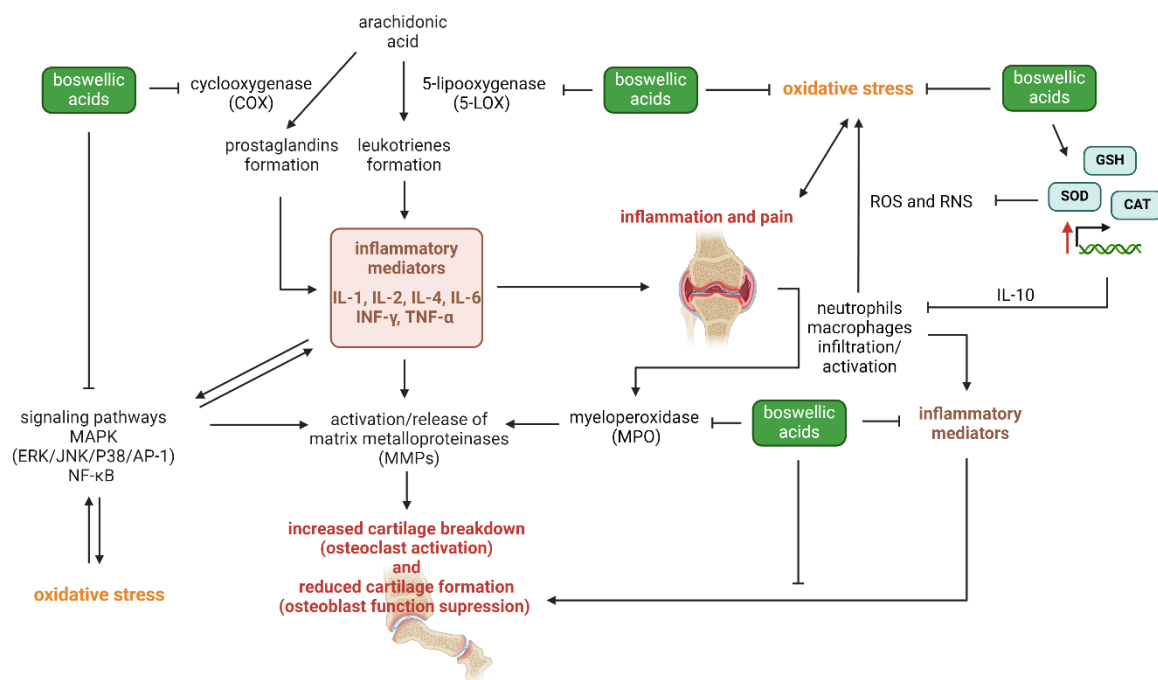 arachidonic
acid
boswellic
acids
cyclooxygenase
(COX)
5-lipooxygenase
(5-LOX)
boswellic
acids
oxidative stress
boswellic
acids
prostaglandins
formation
leukotrienes
formation
GSH
SOD
CAT
ROS and RNS
inflammation and pain
inflammatory
mediators
IL-1, IL-2, IL-4, IL-6
INF-γ, TNF-α
IL-10
neutrophils
macrophages
infiltration/
activation
signaling pathways
MAPK
(ERK/JNK/P38/AP-1)
NF-κB
activation/release of
matrix metalloproteinases
(MMPs)
myeloperoxidase
(MPO)
boswellic
acids
inflammatory
mediators
increased cartilage breakdown
(osteoclast activation)
and
reduced cartilage formation
(osteoblast function supression)
oxidative stress